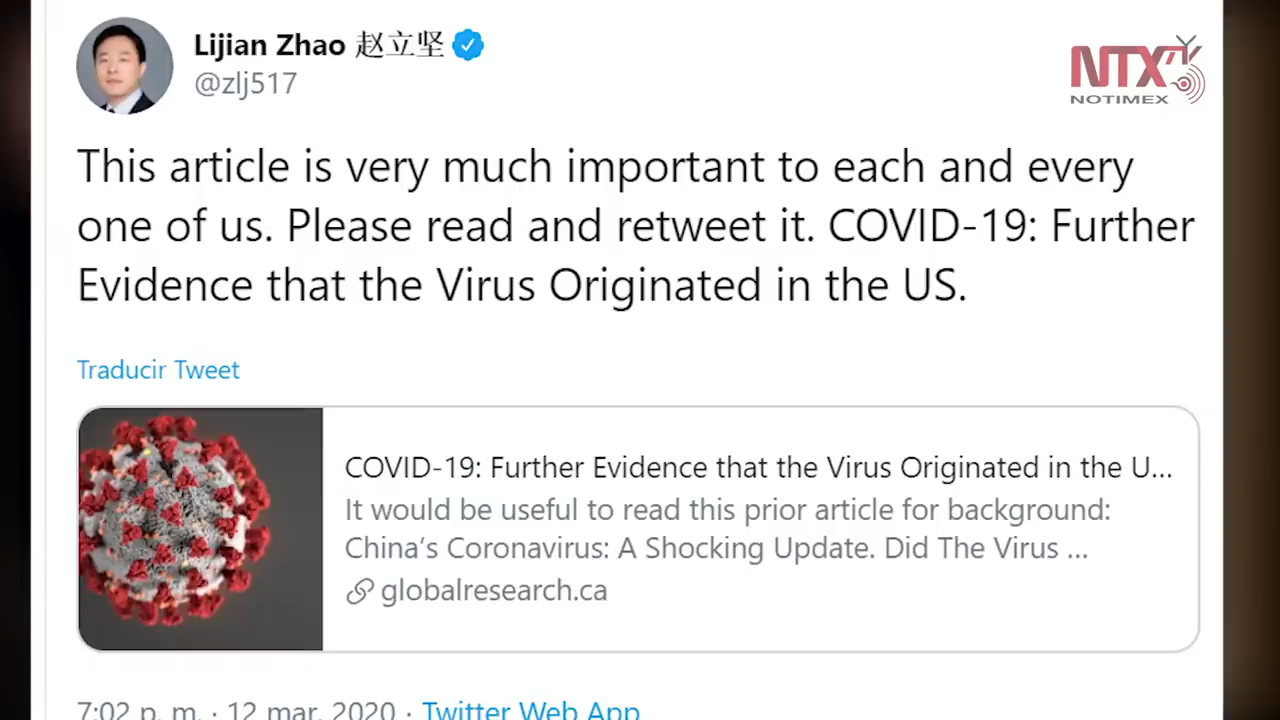 Lijian Zhao 赵立坚
@zlj517
NTX TV
NOTIMEX
This article is very much important to each and every
one of us. Please read and retweet it. COVID-19: Further
Evidence that the Virus Originated in the US.
Traducir Tweet
COVID-19: Further Evidence that the Virus Originated in the U...
It would be useful to read this prior article for background:
China’s Coronavirus: A Shocking Update. Did The Virus ...
globalresearch.ca
7:02 p. m. · 12 mar. 2020 · Twitter Web App